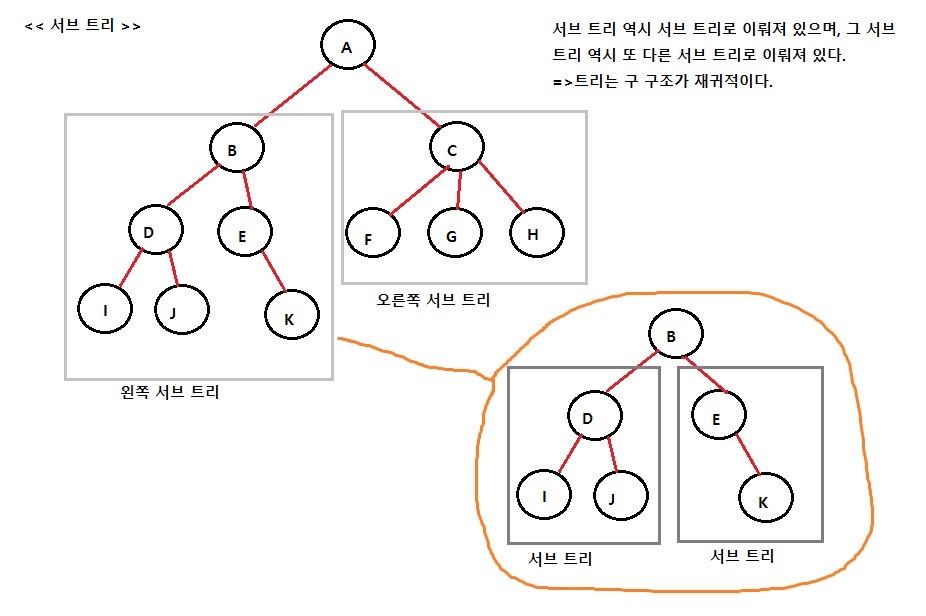 << 서브 트리 >>
서브 트리 역시 서브 트리로 이뤄져 있으며, 그 서브
트리 역시 또 다른 서브 트리로 이뤄져 있다.
=>트리는 구 구조가 재귀적이다.
A
B
C
D
E
F
G
H
I
J
K
오른쪽 서브 트리
왼쪽 서브 트리
B
D
E
I
J
K
서브 트리
서브 트리